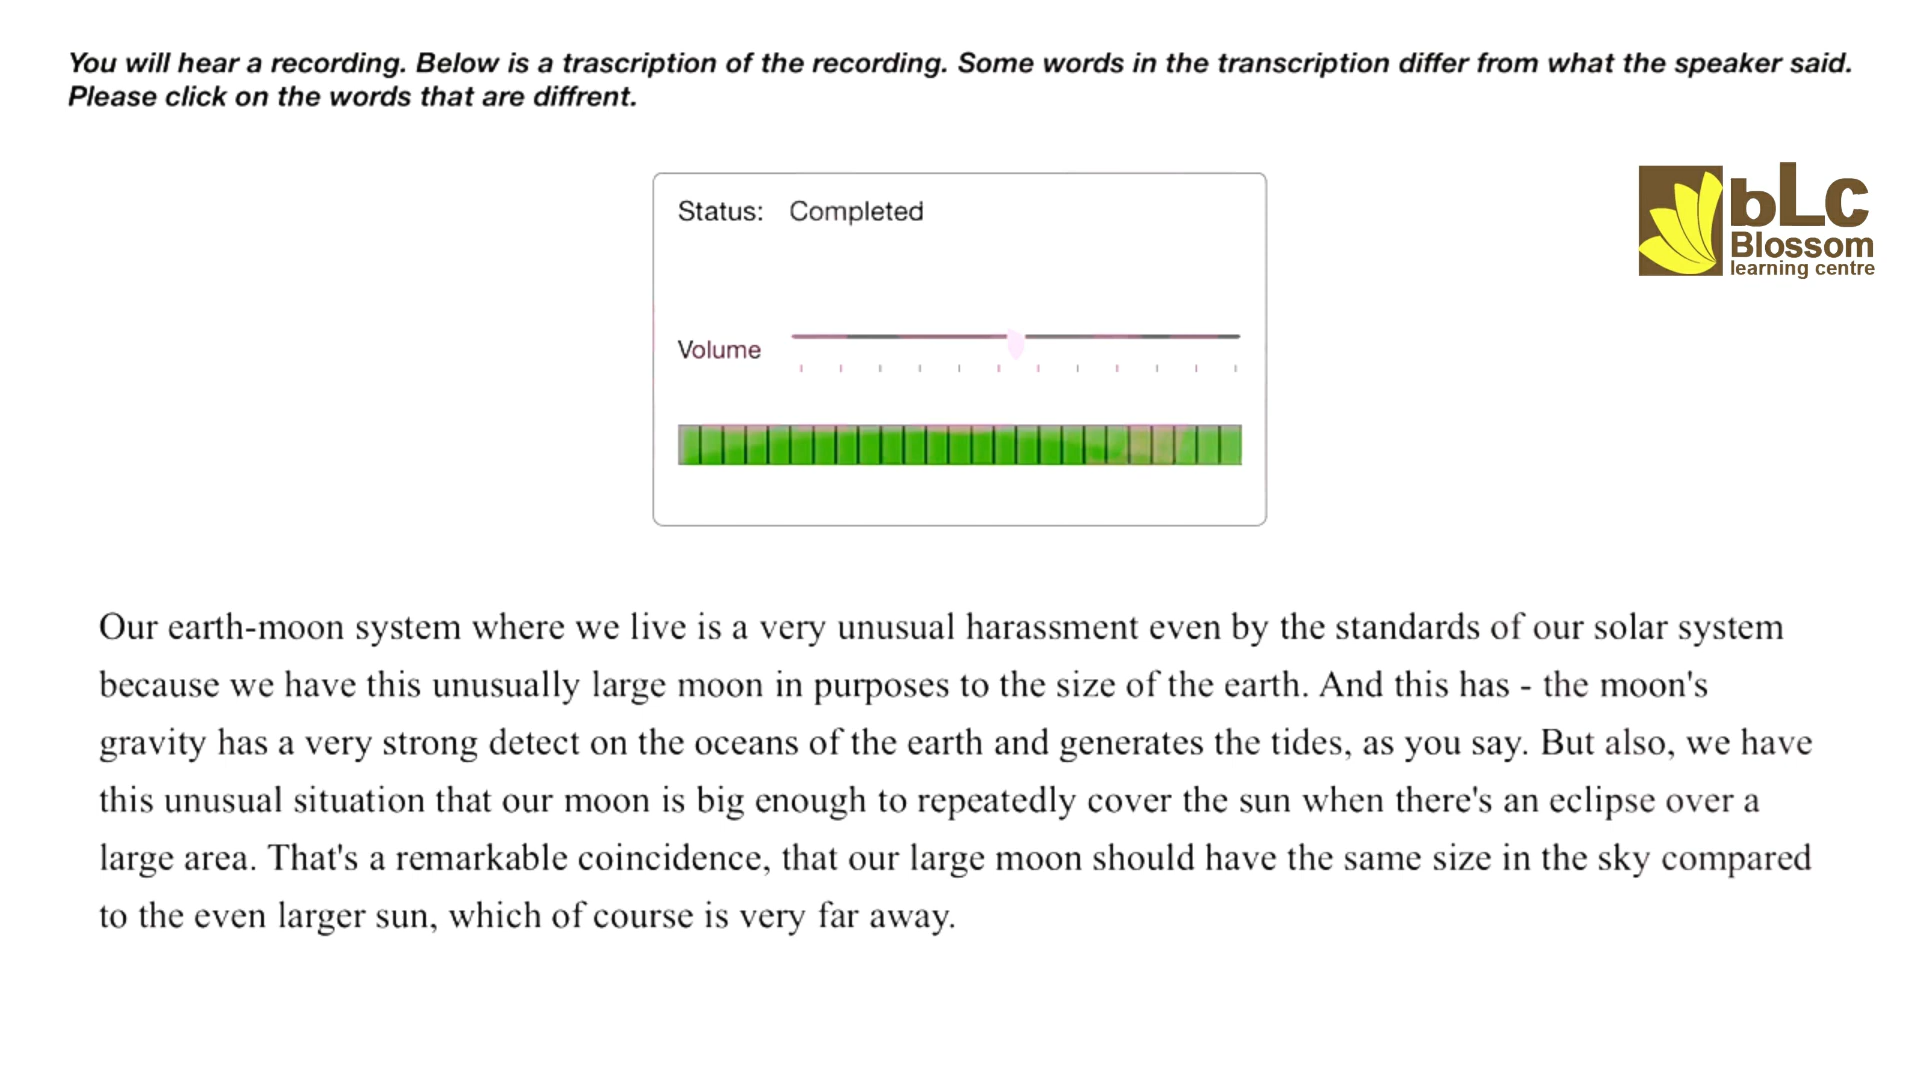 You will hear a recording. Below is a trascription of the recording. Some words in the transcription differ from what the speaker said.
Please click on the words that are diffrent.
bLc
Blossom
learning centre
Status: Completed
Volume
Our earth-moon system where we live is a very unusual harassment even by the standards of our solar system
because we have this unusually large moon in purposes to the size of the earth. And this has - the moon's
gravity has a very strong detect on the oceans of the earth and generates the tides, as you say. But also, we have
this unusual situation that our moon is big enough to repeatedly cover the sun when there's an eclipse over a
large area. That's a remarkable coincidence, that our large moon should have the same size in the sky compared
to the even larger sun, which of course is very far away.